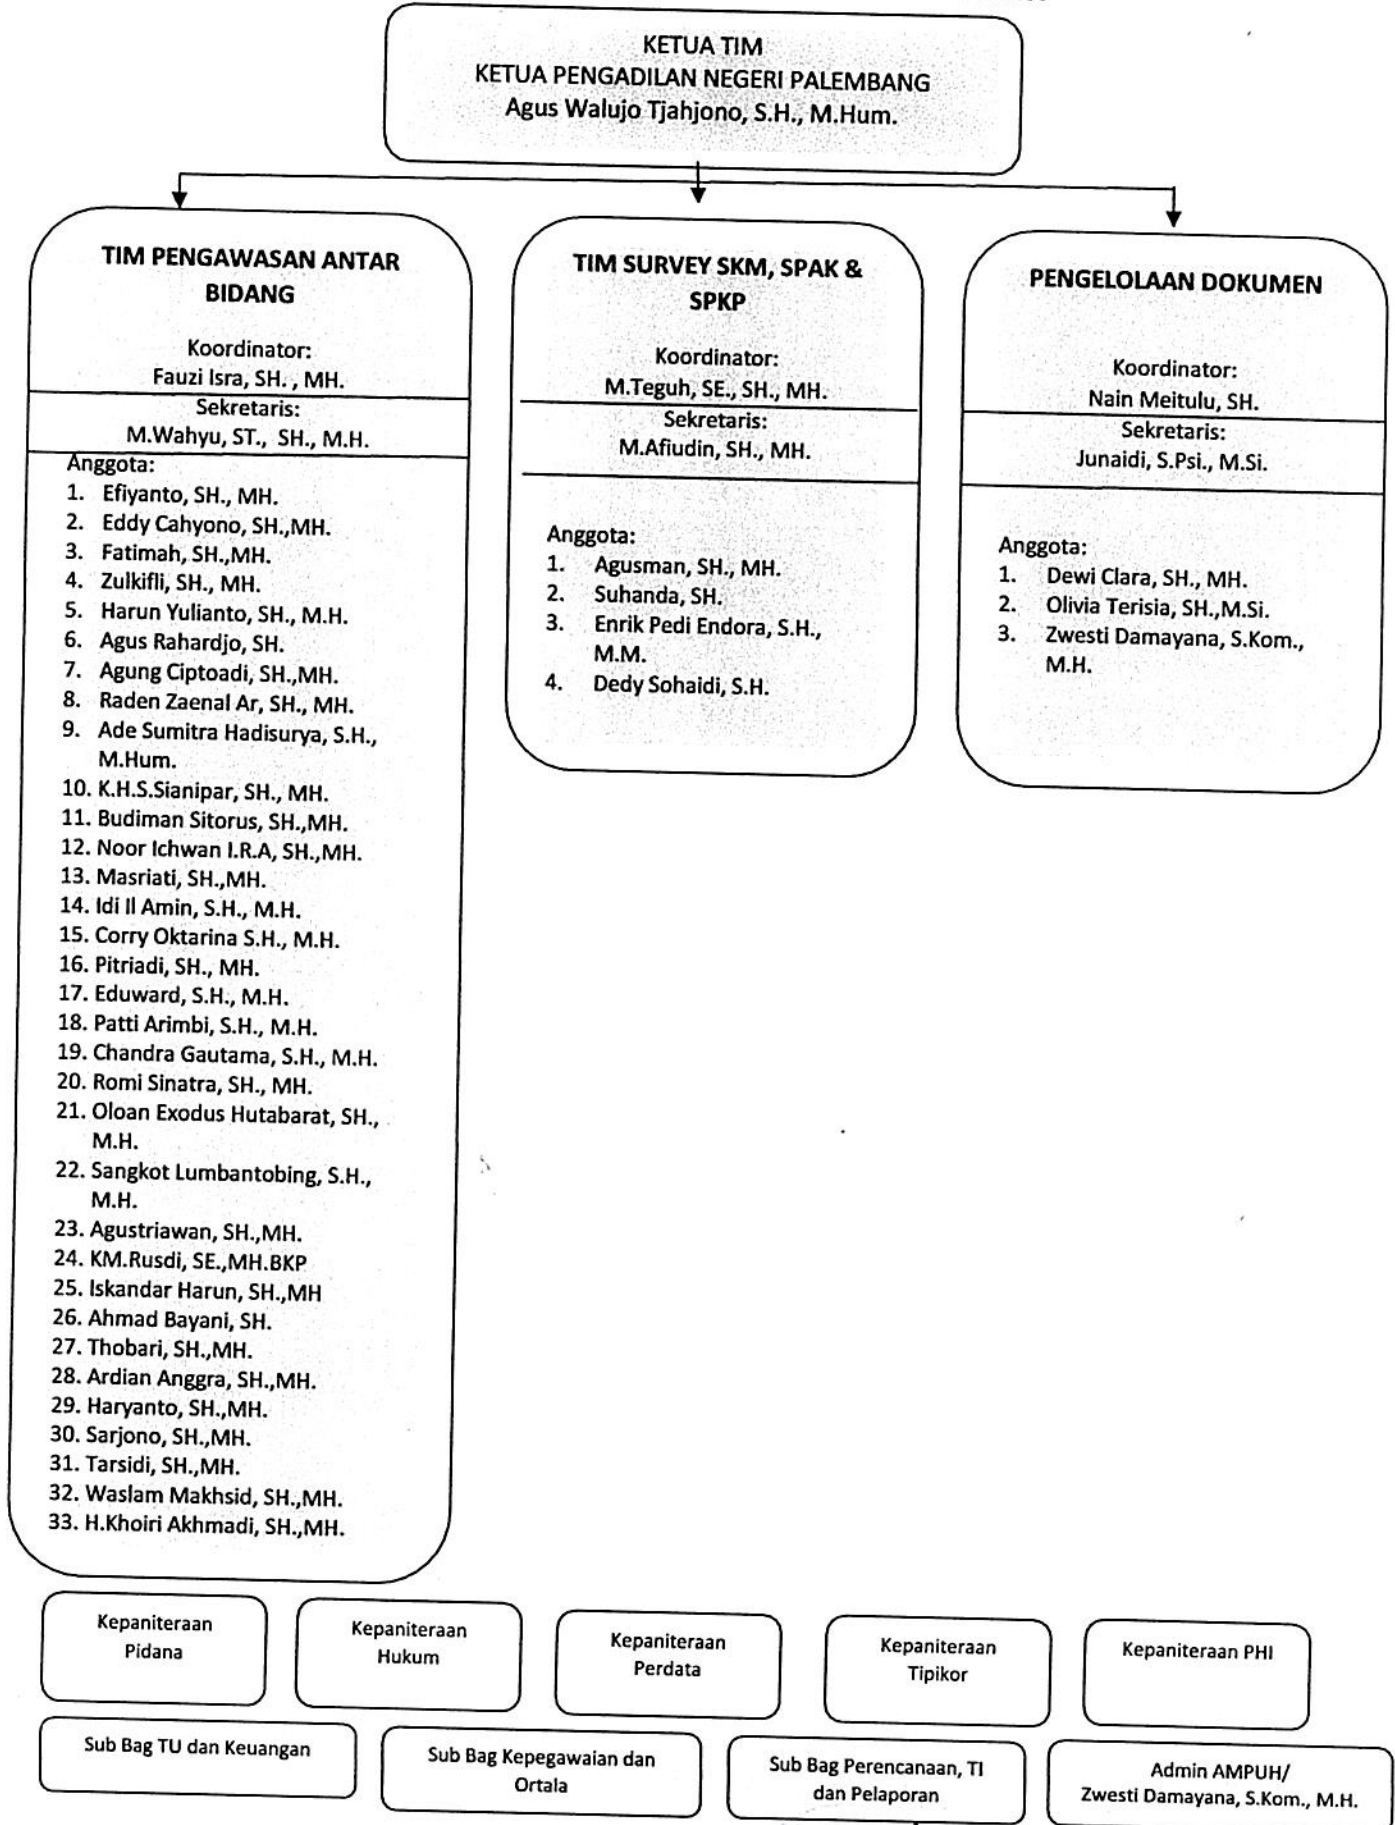 KETUA TIM
KETUA PENGADILAN NEGERI PALEMBANG
Agus Walujo Tjahjono, S.H., M.Hum.
TIM PENGAWASAN ANTAR
BIDANG
Koordinator:
Fauzi Isra, SH. , MH.
Sekretaris:
M.Wahyu, ST., SH., M.H.
Anggota:
1. Efiyanto, SH., MH.
2. Eddy Cahyono, SH.,MH.
3. Fatimah, SH.,MH.
4. Zulkifli, SH., MH.
5. Harun Yulianto, SH., M.H.
6. Agus Rahardjo, SH.
7. Agung Ciptoadi, SH.,MH.
8. Raden Zaenal Ar, SH., MH.
9. Ade Sumitra Hadisurya, S.H.,
M.Hum.
10. K.H.S.Sianipar, SH., MH.
11. Budiman Sitorus, SH.,MH.
12. Noor Ichwan I.R.A, SH.,MH.
13. Masriati, SH.,MH.
14. Idi Il Amin, S.H., M.H.
15. Corry Oktarina S.H., M.H.
16. Pitriadi, SH., MH.
17. Eduward, S.H., M.H.
18. Patti Arimbi, S.H., M.H.
19. Chandra Gautama, S.H., M.H.
20. Romi Sinatra, SH., MH.
21. Oloan Exodus Hutabarat, SH.,
M.H.
22. Sangkot Lumbantobing, S.H.,
M.H.
23. Agustriawan, SH.,MH.
24. KM.Rusdi, SE.,MH.BKP
25. Iskandar Harun, SH.,MH
26. Ahmad Bayani, SH.
27. Thobari, SH.,MH.
28. Ardian Anggra, SH.,MH.
29. Haryanto, SH.,MH.
30. Sarjono, SH.,MH.
31. Tarsidi, SH.,MH.
32. Waslam Makhsid, SH.,MH.
33. H.Khoiri Akhmadi, SH.,MH.
TIM SURVEY SKM, SPAK &
SPKP
Koordinator:
M.Teguh, SE., SH., MH.
Sekretaris:
M.Afiudin, SH., MH.
Anggota:
1. Agusman, SH., MH.
2. Suhanda, SH.
3. Enrik Pedi Endora, S.H.,
M.M.
4. Dedy Sohaidi, S.H.
PENGELOLAAN DOKUMEN
Koordinator:
Nain Meitulu, SH.
Sekretaris:
Junaidi, S.Psi., M.Si.
Anggota:
1. Dewi Clara, SH., MH.
2. Olivia Terisia, SH.,M.Si.
3. Zwesti Damayana, S.Kom.,
M.H.
Kepaniteraan
Pidana
Kepaniteraan
Hukum
Kepaniteraan
Perdata
Kepaniteraan
Tipikor
Kepaniteraan PHI
Sub Bag TU dan Keuangan
Sub Bag Kepegawaian dan
Ortala
Sub Bag Perencanaan, TI
dan Pelaporan
Admin AMPUH/
Zwesti Damayana, S.Kom., M.H.